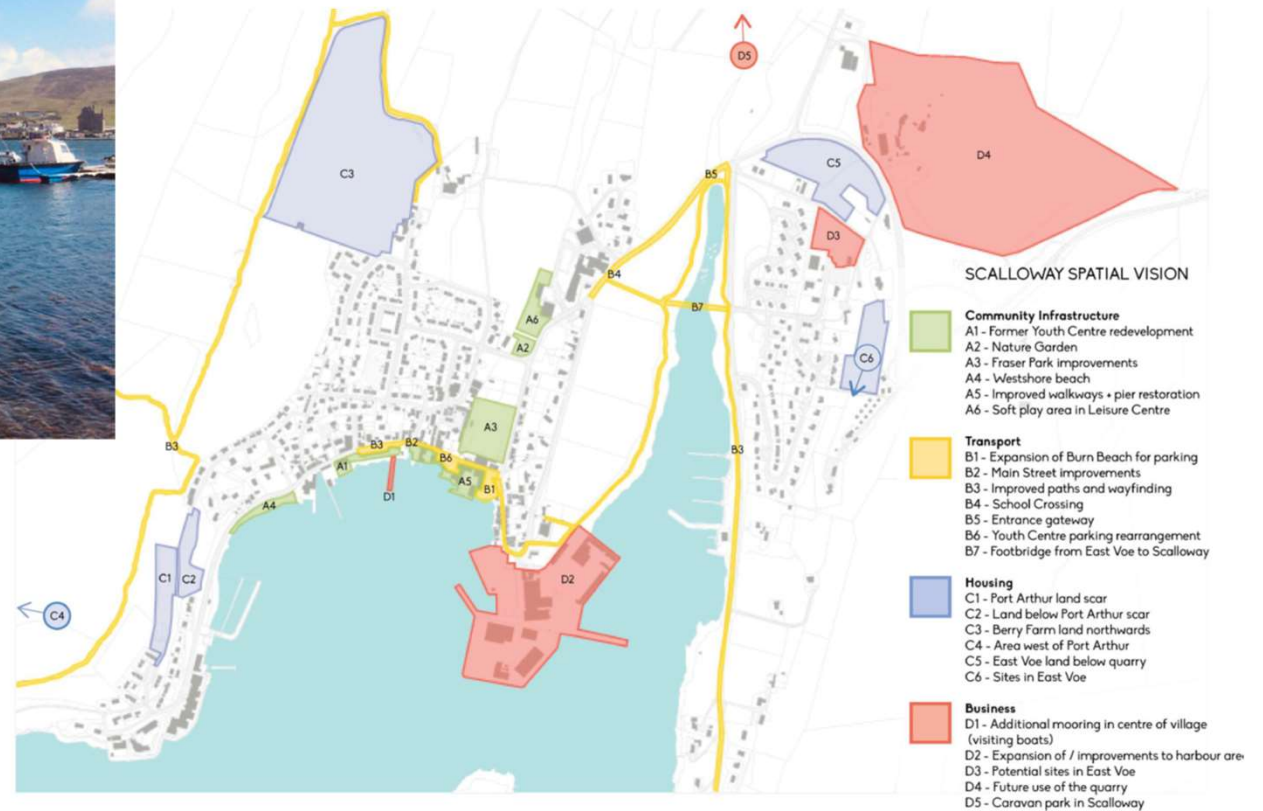 D5
C3
C5
D4
D3
B5
B4
A6
B7
A2
C6
A3
B3
B3
B2
B6
A1
A5
B1
B3
D1
A4
C1
C2
D2
C4
SCALLOWAY SPATIAL VISION
Community Infrastructure
A1 - Former Youth Centre redevelopment
A2 - Nature Garden
A3 - Fraser Park improvements
A4 - Westshore beach
A5 - Improved walkways + pier restoration
A6 - Soft play area in Leisure Centre
Transport
B1 - Expansion of Burn Beach for parking
B2 - Main Street improvements
B3 - Improved paths and wayfinding
B4 - School Crossing
B5 - Entrance gateway
B6 - Youth Centre parking rearrangement
B7 - Footbridge from East Voe to Scalloway
Housing
C1 - Port Arthur land scar
C2 - Land below Port Arthur scar
C3 - Berry Farm land northwards
C4 - Area west of Port Arthur
C5 - East Voe land below quarry
C6 - Sites in East Voe
Business
D1 - Additional mooring in centre of village
(visiting boats)
D2 - Expansion of / improvements to harbour are
D3 - Potential sites in East Voe
D4 - Future use of the quarry
D5 - Caravan park in Scalloway